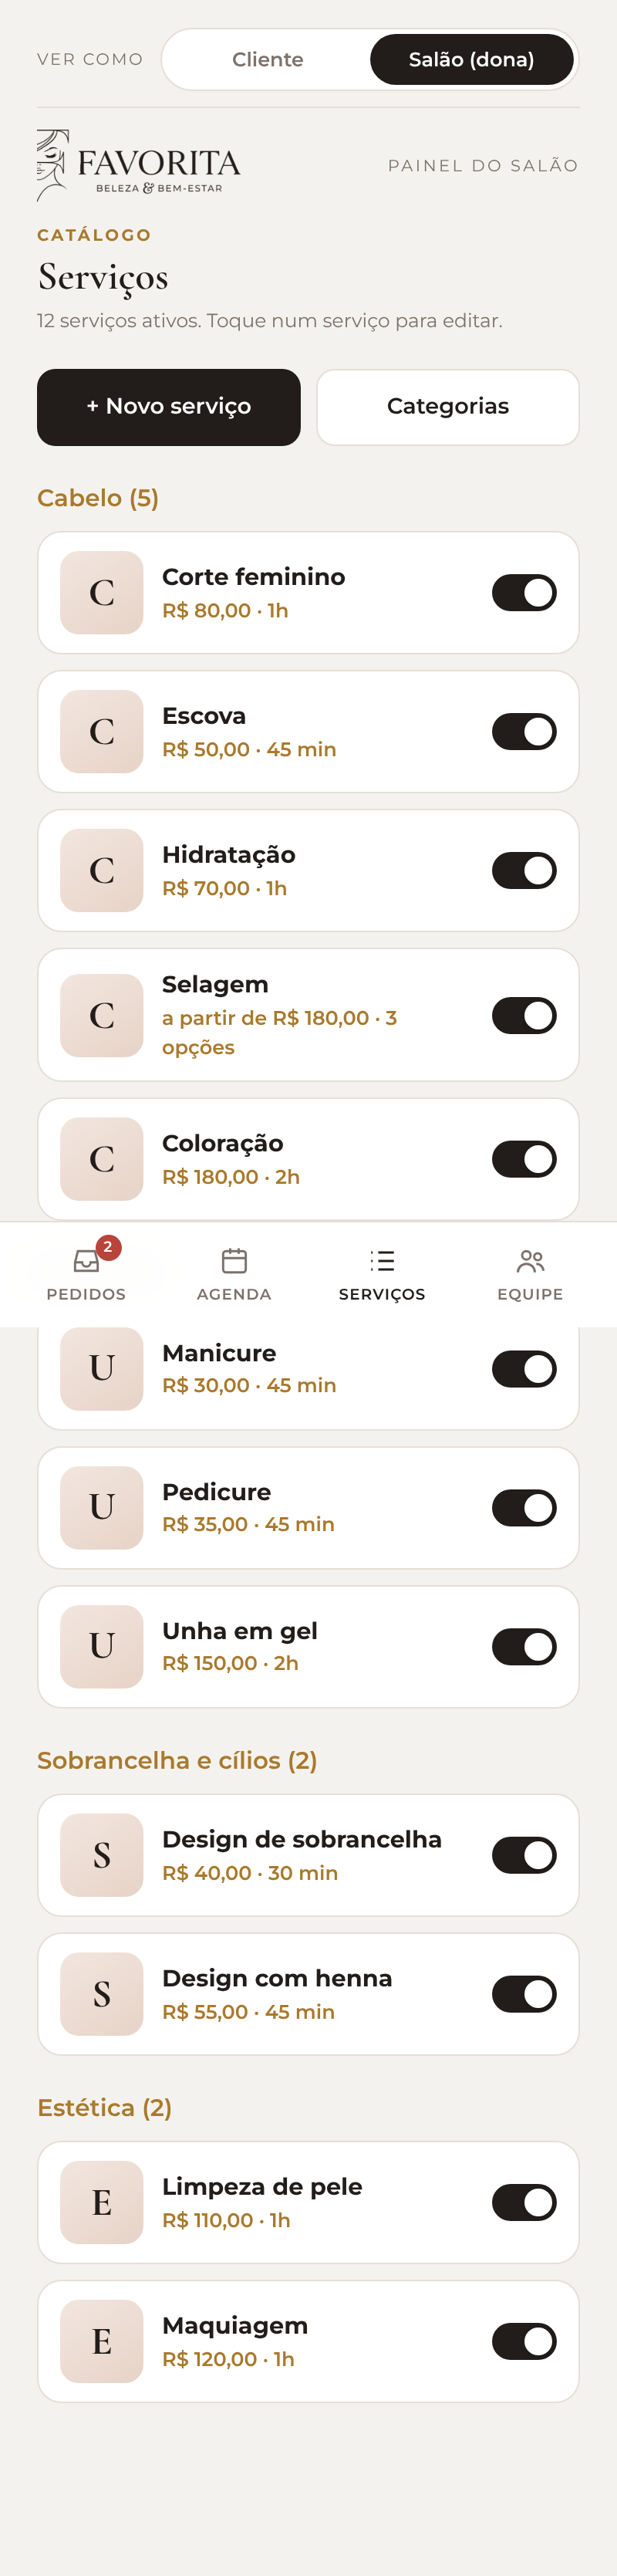 VER COMO
Cliente
Salão (dona)
FAVORITA
BELEZA & BEM-ESTAR
PAINEL DO SALÃO
CATÁLOGO
Serviços
12 serviços ativos. Toque num serviço para editar.
+ Novo serviço
Categorias
Cabelo (5)
C
Corte feminino
R$ 80,00 · 1h
C
Escova
R$ 50,00 · 45 min
C
Hidratação
R$ 70,00 · 1h
C
Selagem
a partir de R$ 180,00 · 3
opções
C
Coloração
R$ 180,00 · 2h
2
PEDIDOS
AGENDA
SERVIÇOS
EQUIPE
U
Manicure
R$ 30,00 · 45 min
U
Pedicure
R$ 35,00 · 45 min
U
Unha em gel
R$ 150,00 · 2h
Sobrancelha e cílios (2)
S
Design de sobrancelha
R$ 40,00 · 30 min
S
Design com henna
R$ 55,00 · 45 min
Estética (2)
E
Limpeza de pele
R$ 110,00 · 1h
E
Maquiagem
R$ 120,00 · 1h